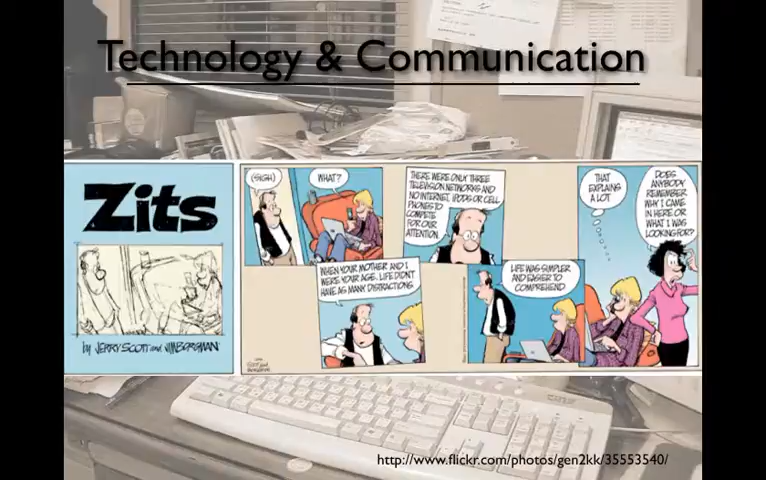 Technology & Communication
Zits
by JERRY SCOTT and JIM BORGMAN
(SIGH)
WHAT?
WHEN YOUR MOTHER AND I
WERE YOUR AGE, LIFE DIDN'T
HAVE AS MANY DISTRACTIONS
THERE WERE ONLY THREE
TELEVISION NETWORKS AND
NO INTERNET, IPODS OR CELL
PHONES TO
COMPETE
FOR OUR
ATTENTION.
LIFE WAS SIMPLER
AND EASIER TO
COMPREHEND
THAT
EXPLAINS
A LOT
DOES
ANYBODY
REMEMBER
WHY I CAME
IN HERE OR
WHAT I WAS
LOOKING FOR?
http://www.flickr.com/photos/gen2kk/35553540/